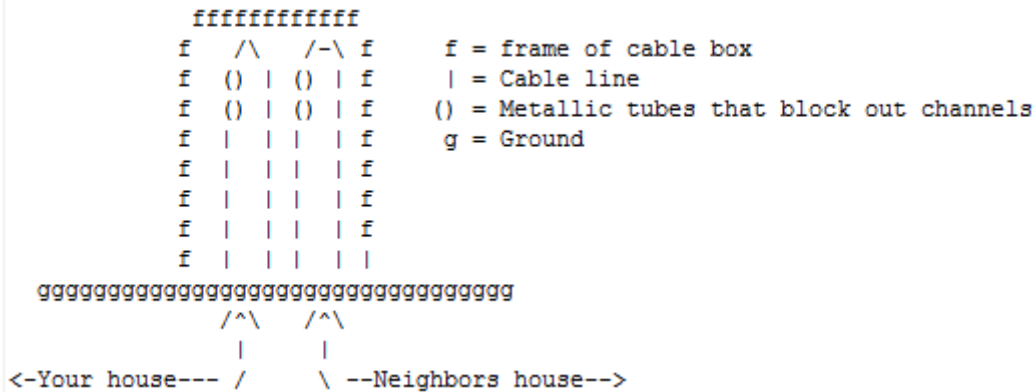 ffffffffffff
            f   /\   /-\ f     f = frame of cable box
            f  () | () | f     | = Cable line
            f  () | () | f    () = Metallic tubes that block out channels
            f  |  | |  | f     g = Ground
            f  |  | |  | f
            f  |  | |  | f
            f  |  | |  | f
            f  |  | |  | |
  gggggggggggggggggggggggggggggggggg
               /^\   /^\
                |     |
<-Your house--- /     \ --Neighbors house-->